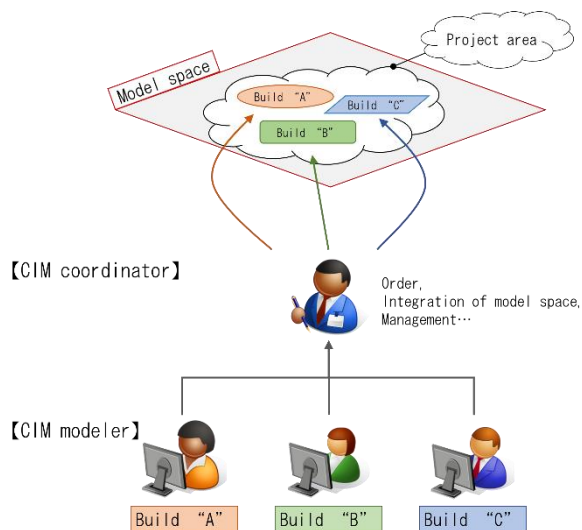 Project area
Model space
Build “A”
Build “C”
Build “B”
【CIM coordinator】
Order,
Integration of model space,
Management…
【CIM modeler】
Build “A”
Build “B”
Build “C”